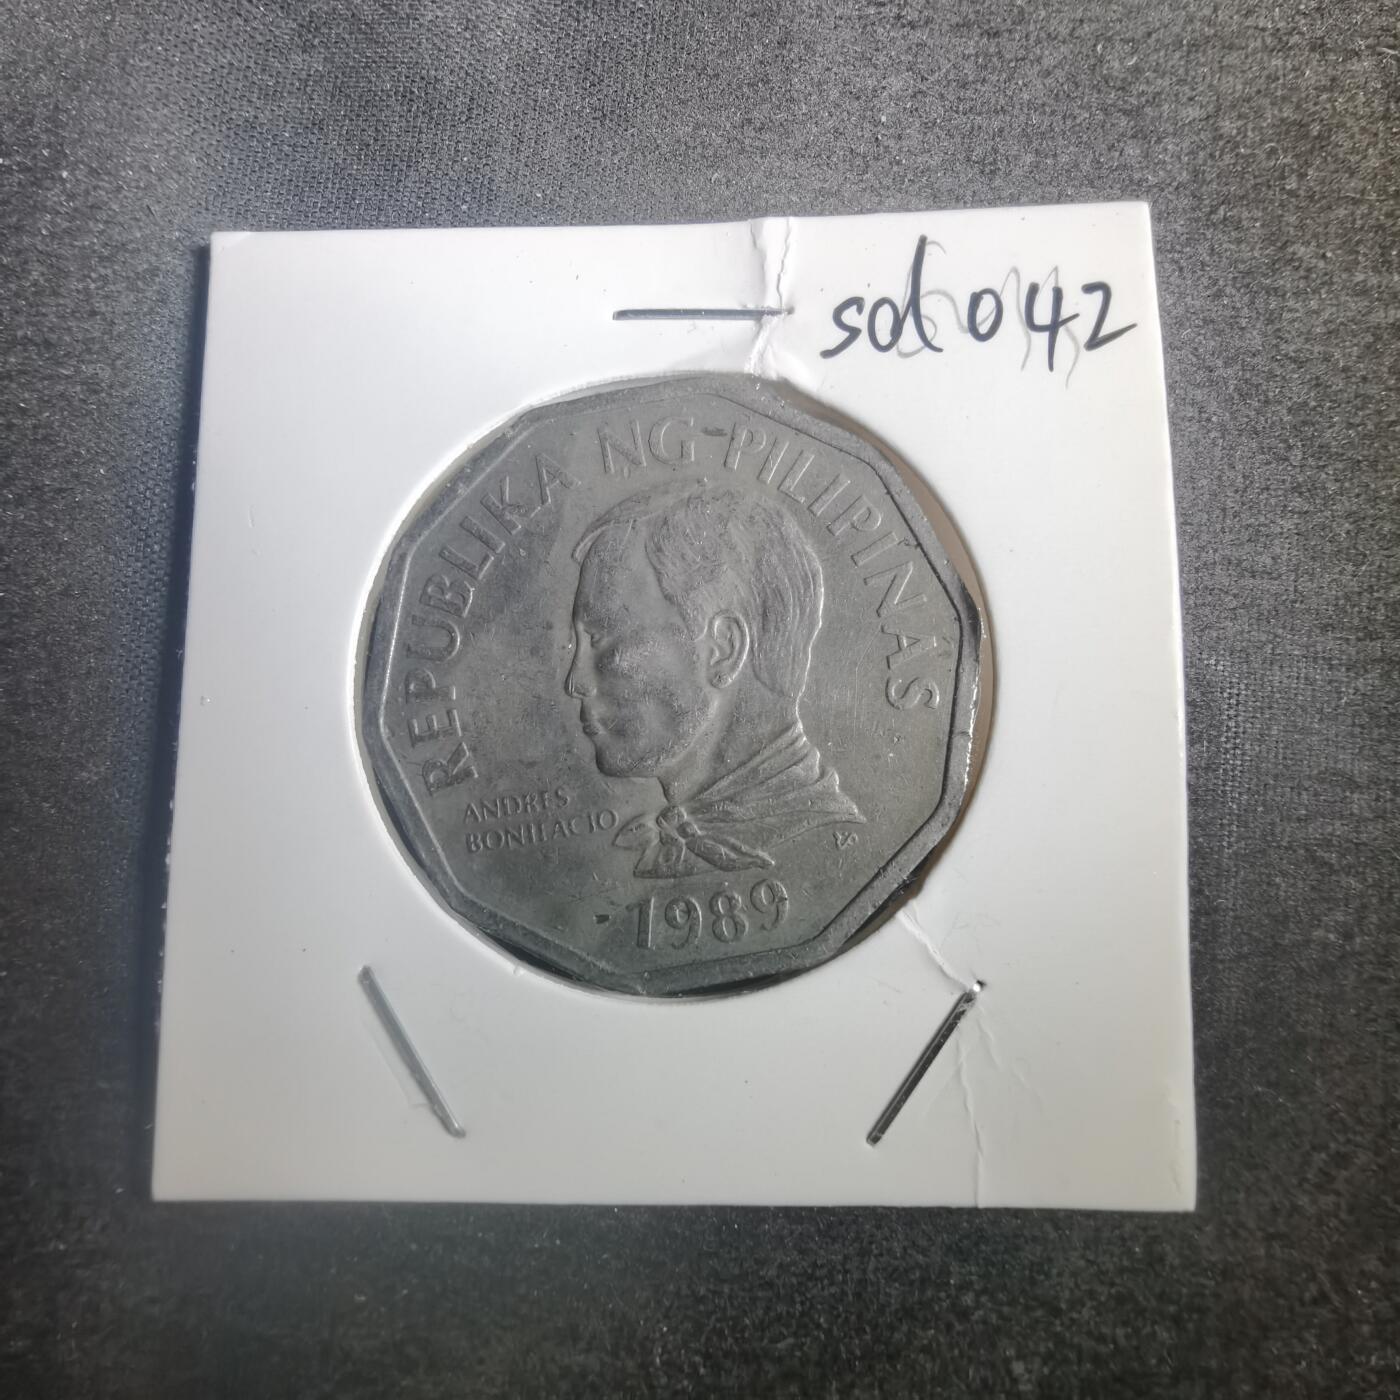 sd042
REPUBLIKA NG PILIPINAS
ANDRES
BONIFACIO
1989